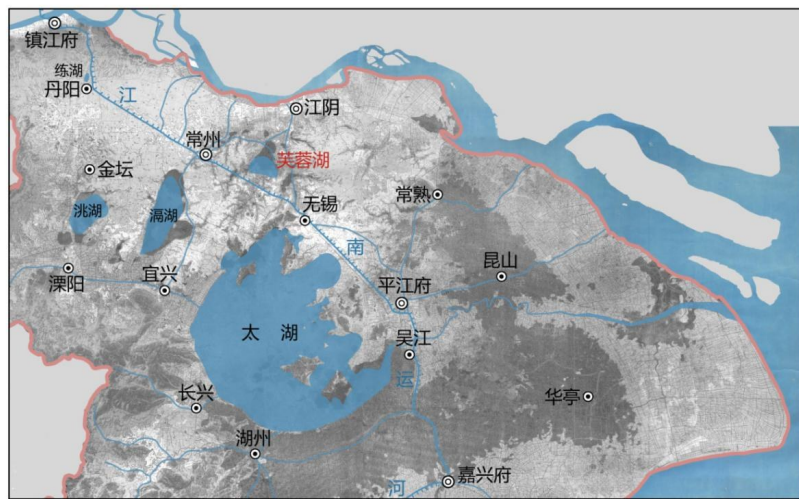 镇江府
练湖
丹阳
江
江阴
常州
芙蓉湖
金坛
洮湖
滆湖
无锡
常熟
南
昆山
溧阳
宜兴
平江府
太湖
吴江
运
长兴
华亭
湖州
嘉兴府
河